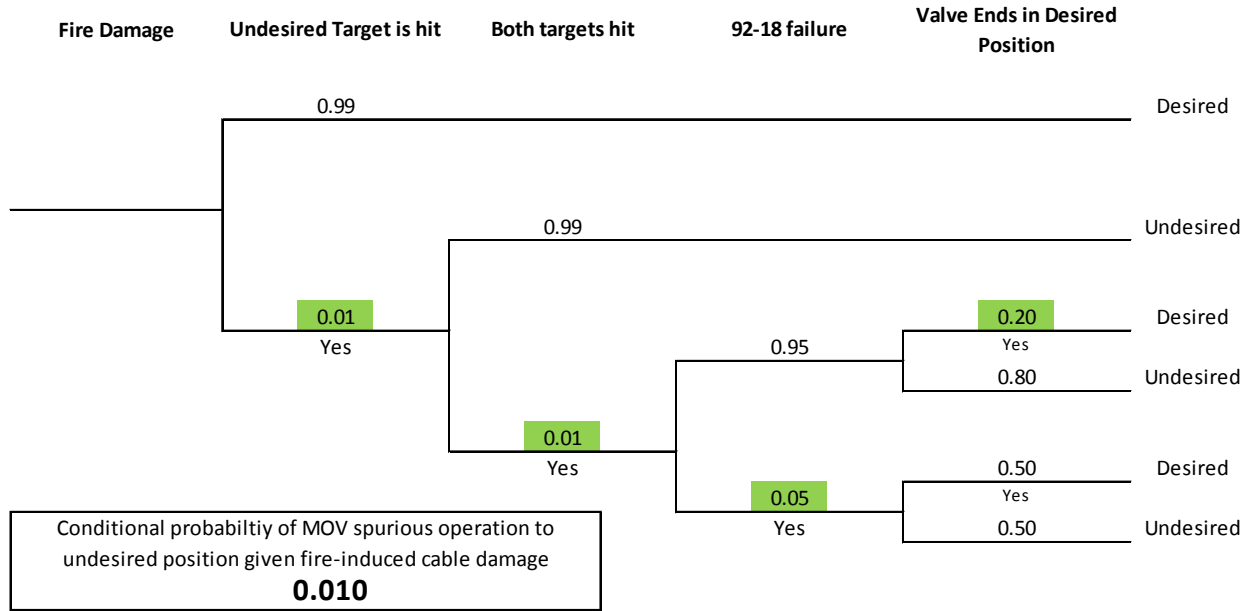 Fire Damage
Undesired Target is hit
Both targets hit
92-18 failure
Valve Ends in Desired
Position
0.99
Desired
0.99
Undesired
0.01
Yes
0.20
Desired
Yes
0.95
0.80
Undesired
0.01
Yes
0.50
Desired
Yes
0.05
Yes
0.50
Undesired
Conditional probabiltiy of MOV spurious operation to
undesired position given fire-induced cable damage
0.010